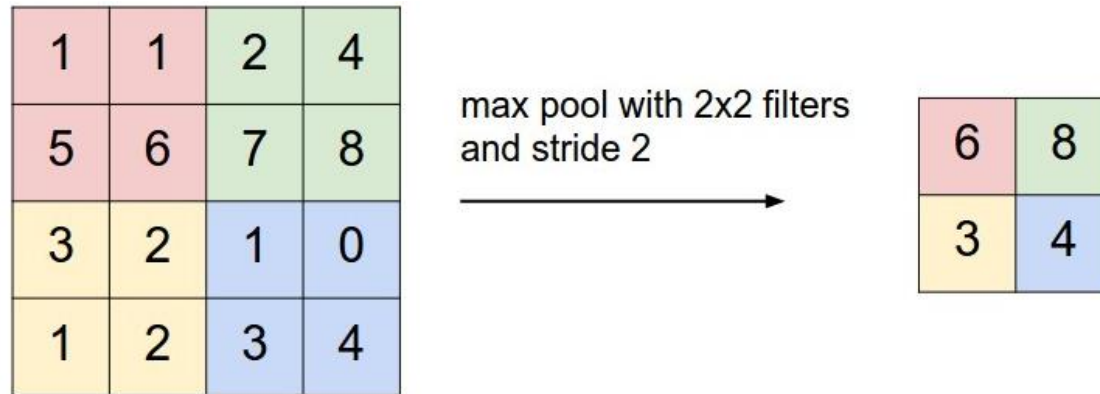 1 1 2 4
5 6 7 8
3 2 1 0
1 2 3 4
max pool with 2x2 filters
and stride 2
6 8
3 4